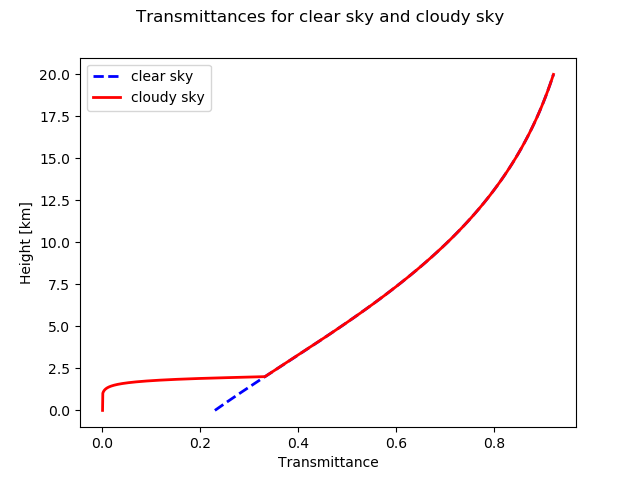 Transmittances for clear sky and cloudy sky
clear sky
cloudy sky
20.0
17.5
15.0
12.5
10.0
7.5
5.0
2.5
0.0
Height [km]
0.0 0.2 0.4 0.6 0.8
Transmittance